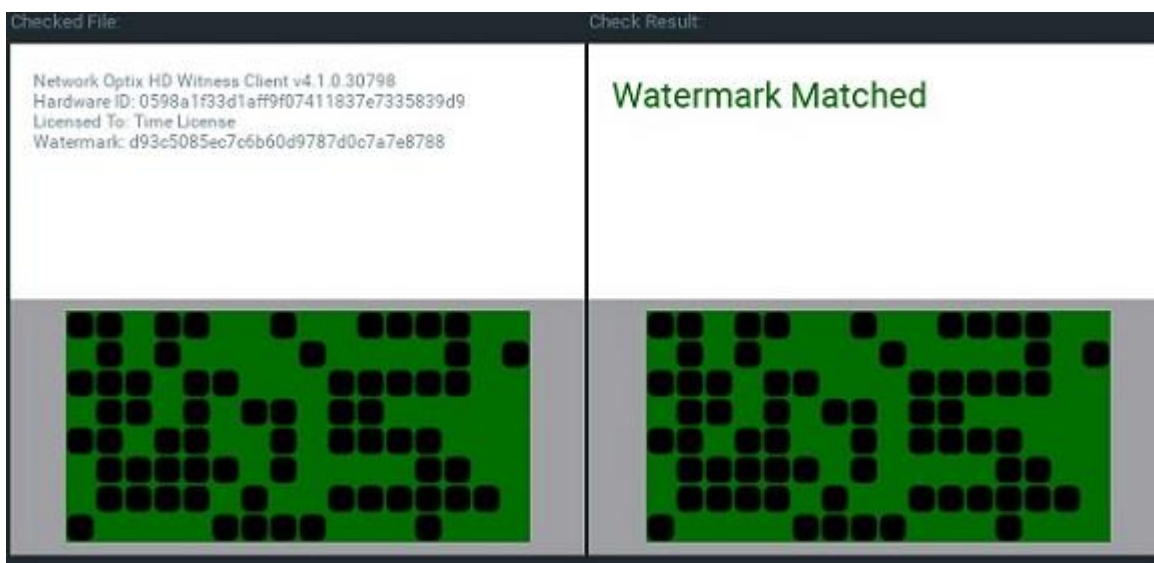 Checked File:
Check Result:
Network Optix HD Witness Client v4.1.0.30798
Hardware ID: 0598a1f33d1aff9f07411837e7335839d9
Licensed To: Time License
Watermark: d93c5085ec7c6b60d9787d0c7a7e8788
Watermark Matched